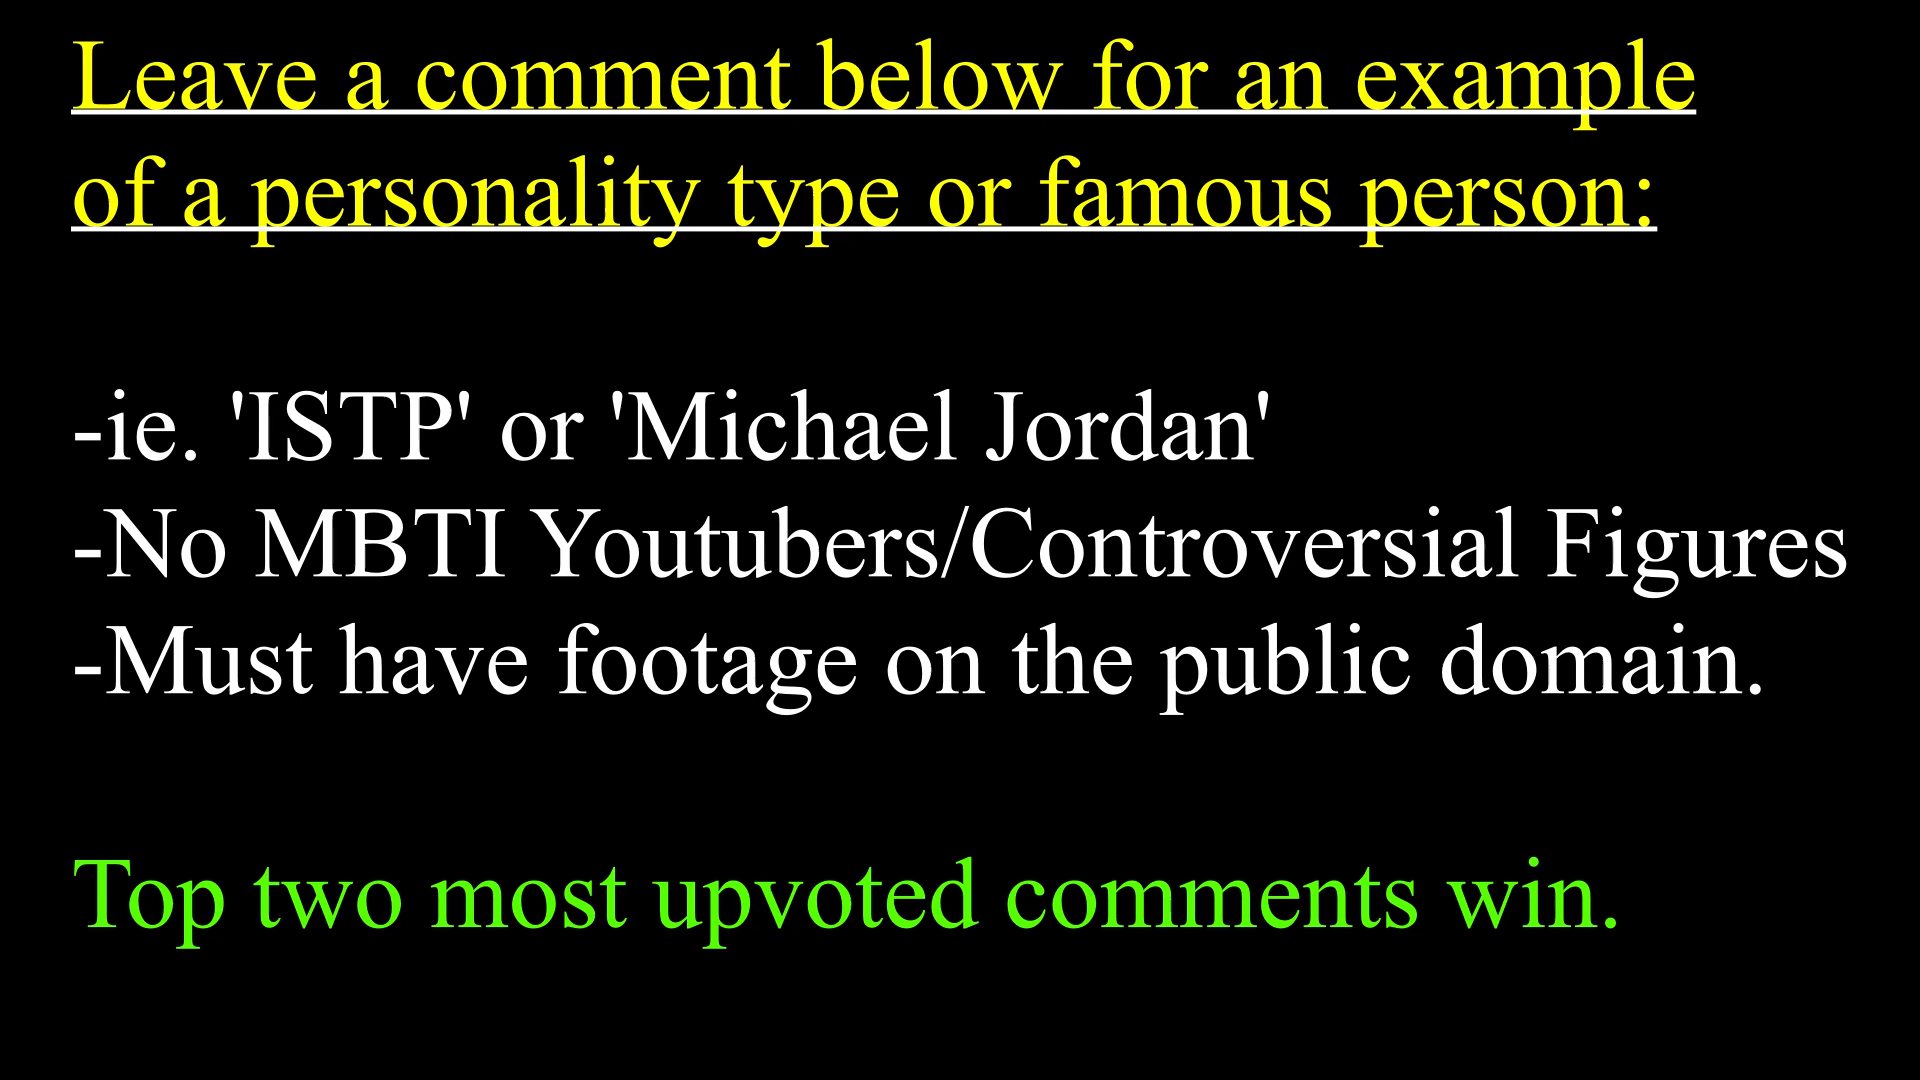 Leave a comment below for an example
of a personality type or famous person:
-ie. 'ISTP' or 'Michael Jordan'
-No MBTI Youtubers/Controversial Figures
-Must have footage on the public domain.
Top two most upvoted comments win.